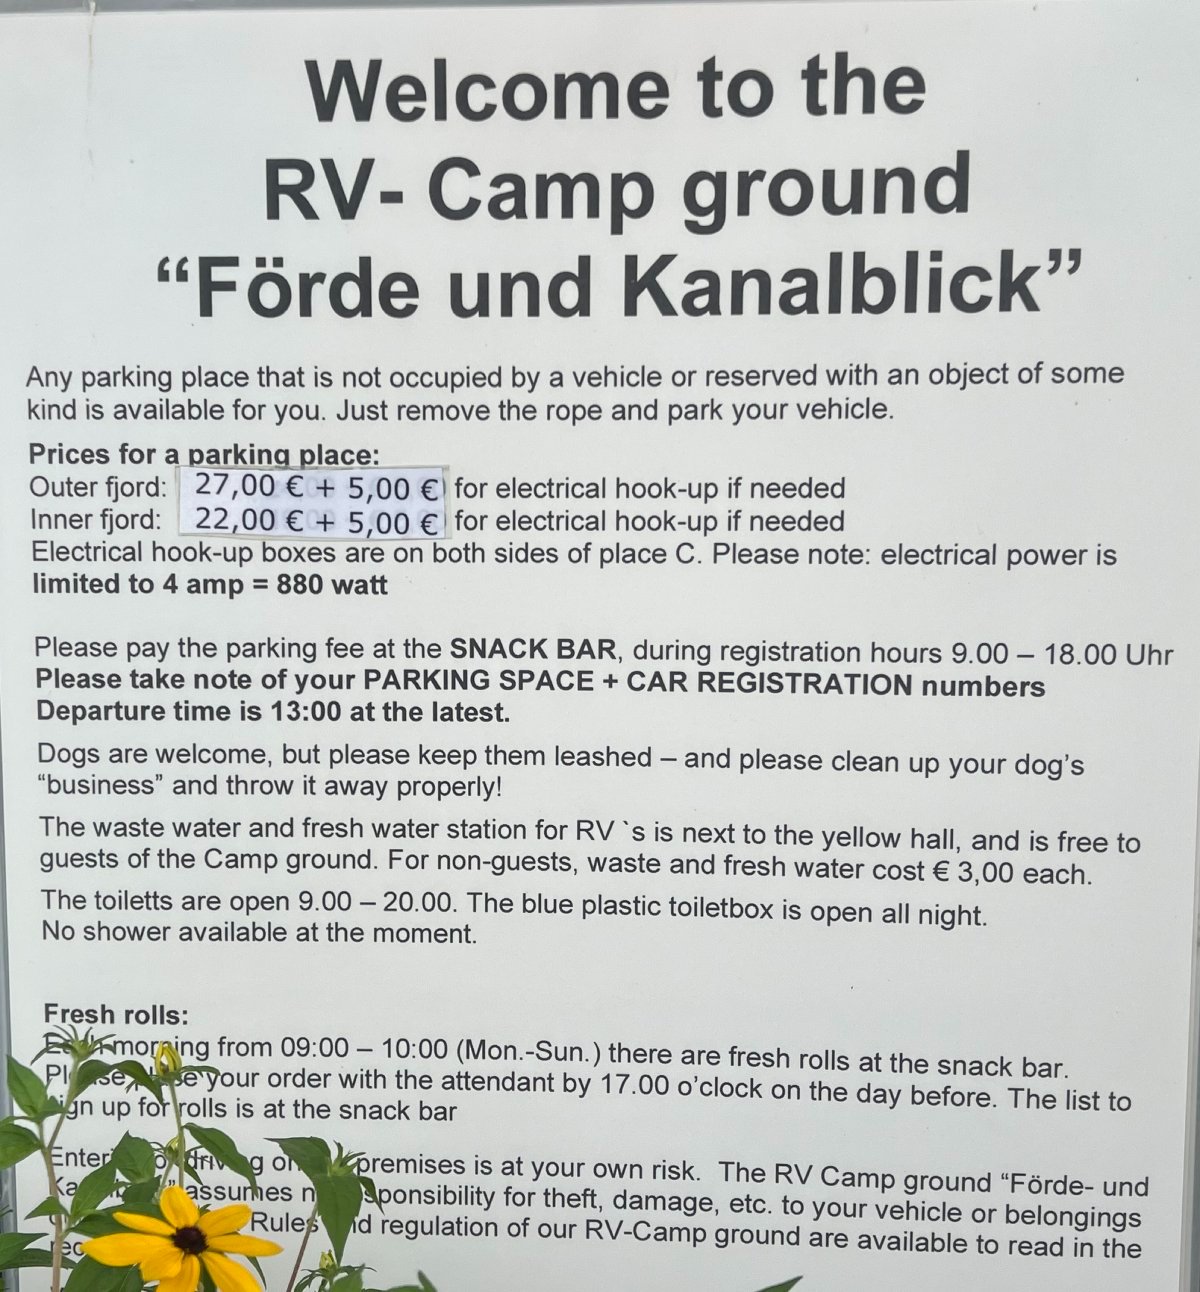 Welcome to the
RV- Camp ground
“Förde und Kanalblick”
Any parking place that is not occupied by a vehicle or reserved with an object of some
kind is available for you. Just remove the rope and park your vehicle.
Prices for a parking place:
Outer fjord: 27,00 € + 5,00 € for electrical hook-up if needed
Inner fjord: 22,00 € + 5,00 € for electrical hook-up if needed
Electrical hook-up boxes are on both sides of place C. Please note: electrical power is
limited to 4 amp = 880 watt
Please pay the parking fee at the SNACK BAR, during registration hours 9.00 – 18.00 Uhr
Please take note of your PARKING SPACE + CAR REGISTRATION numbers
Departure time is 13:00 at the latest.
Dogs are welcome, but please keep them leashed – and please clean up your dog’s
“business” and throw it away properly!
The waste water and fresh water station for RV `s is next to the yellow hall, and is free to
guests of the Camp ground. For non-guests, waste and fresh water cost € 3,00 each.
The toiletts are open 9.00 – 20.00. The blue plastic toiletbox is open all night.
No shower available at the moment.
Fresh rolls:
Each morning from 09:00 – 10:00 (Mon.-Sun.) there are fresh rolls at the snack bar.
Please your order with the attendant by 17.00 o’clock on the day before. The list to
sign up for rolls is at the snack bar
driving on premises is at your own risk. The RV Camp ground “Förde- und
assumes no responsibility for theft, damage, etc. to your vehicle or belongings
Rules and regulation of our RV-Camp ground are available to read in the